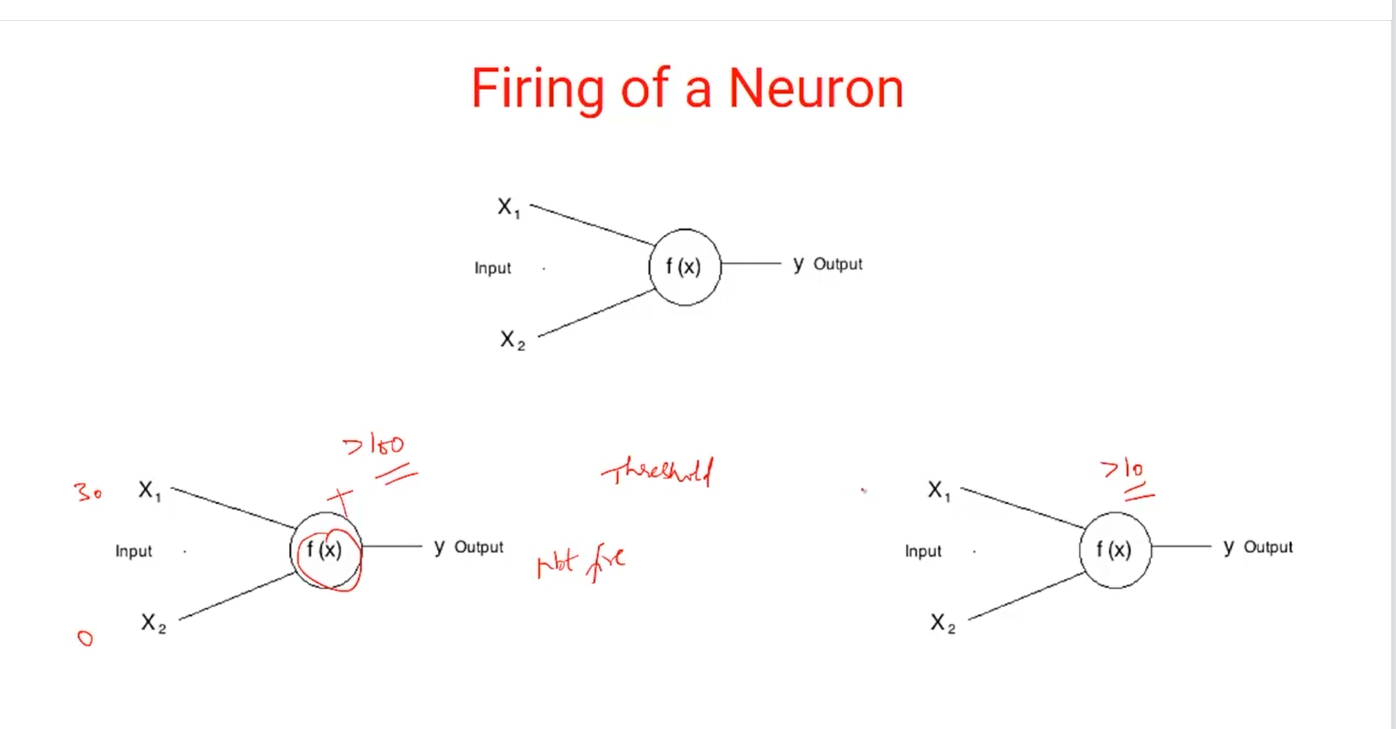 Firing of a Neuron
X₁
Input
f (x)
y Output
X₂
>100
Threshold
30 X₁
Input
f (x)
y Output
not fire
0 X₂
>10
X₁
Input
f (x)
y Output
X₂